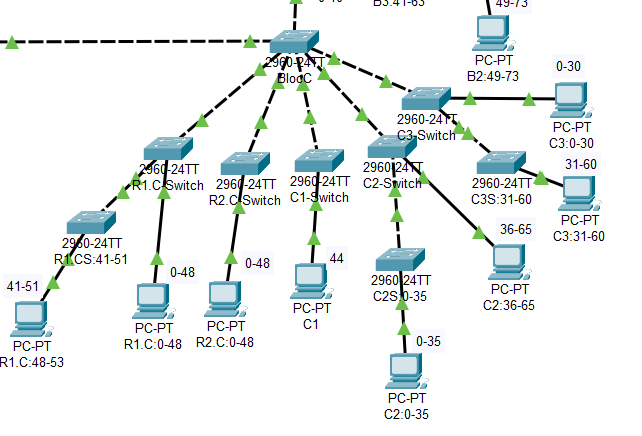 B3:41-63
49-73
PC-PT
B2:49-73
2960-24TT
BlocC
0-30
2960-24TT
C3-Switch
PC-PT
C3:0-30
2960-24TT
R1.C-Switch
2960-24TT
R2.C-Switch
2960-24TT
C1-Switch
2960-24TT
C2-Switch
2960-24TT
C3S:31-60
31-60
PC-PT
C3:31-60
2960-24TT
R1.CS:41-51
36-65
PC-PT
C2:36-65
41-51
PC-PT
R1.C:48-53
0-48
PC-PT
R1.C:0-48
0-48
PC-PT
R2.C:0-48
44
PC-PT
C1
2960-24TT
C2S:0-35
0-35
PC-PT
C2:0-35